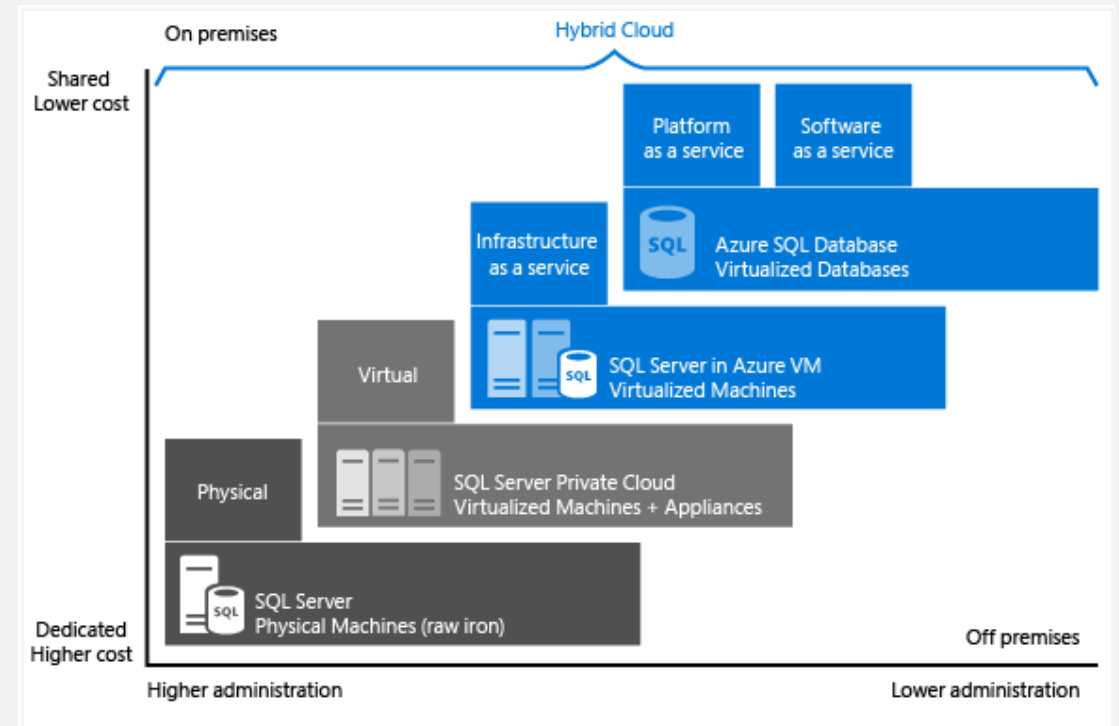 On premises
Hybrid Cloud
Shared
Lower cost
Platform
as a service
Software
as a service
Infrastructure
as a service
SQL
Azure SQL Database
Virtualized Databases
Virtual
SQL
SQL Server in Azure VM
Virtualized Machines
Physical
SQL Server Private Cloud
Virtualized Machines + Appliances
SQL
SQL Server
Physical Machines (raw iron)
Dedicated
Higher cost
Off premises
Higher administration
Lower administration